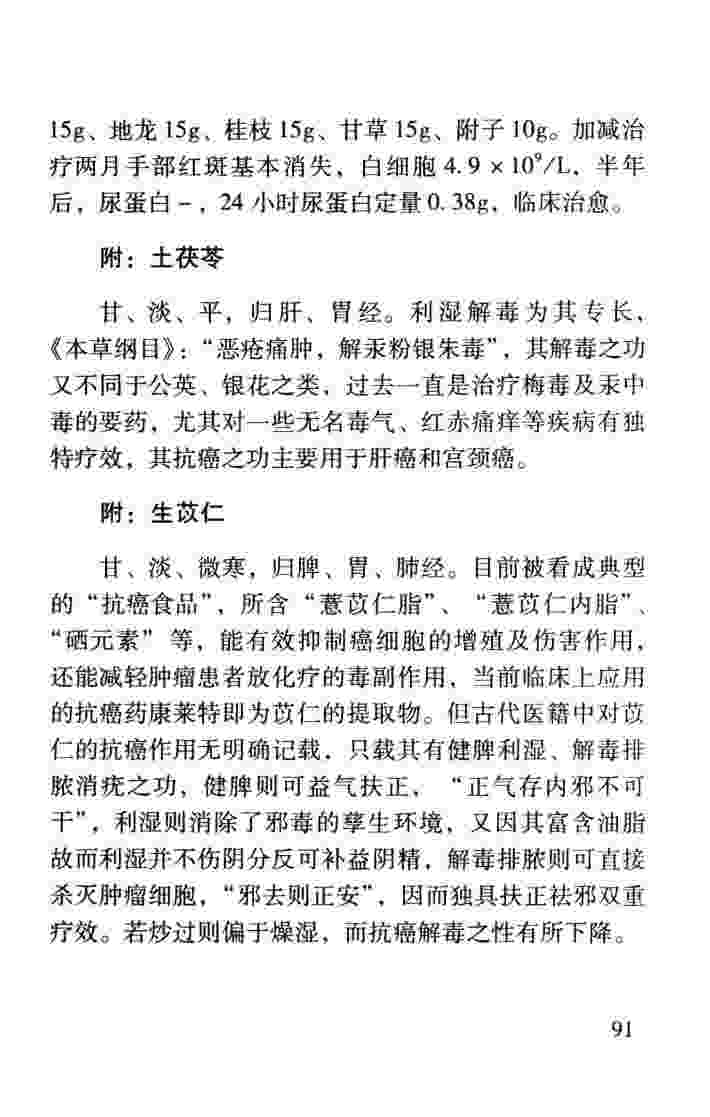 15g、地龙 15g、桂枝 15g、甘草 15g、附子 10g。加减治
疗两月手部红斑基本消失，白细胞 4.9 × 10⁹/L，半年
后，尿蛋白－，24 小时尿蛋白定量 0.38g，临床治愈。
附：土茯苓
甘、淡、平，归肝、胃经。利湿解毒为其专长，
《本草纲目》：“恶疮痈肿，解汞粉银朱毒”，其解毒之功
又不同于公英、银花之类，过去一直是治疗梅毒及汞中
毒的要药，尤其对一些无名毒气、红赤痛痒等疾病有独
特疗效，其抗癌之功主要用于肝癌和宫颈癌。
附：生苡仁
甘、淡、微寒，归脾、胃、肺经。目前被看成典型
的“抗癌食品”，所含“薏苡仁脂”、“薏苡仁内脂”、
“硒元素”等，能有效抑制癌细胞的增殖及伤害作用，
还能减轻肿瘤患者放化疗的毒副作用，当前临床上应用
的抗癌药康莱特即为苡仁的提取物。但古代医籍中对苡
仁的抗癌作用无明确记载，只载其有健脾利湿、解毒排
脓消疣之功，健脾则可益气扶正，“正气存内邪不可
干”，利湿则消除了邪毒的孳生环境，又因其富含油脂
故而利湿并不伤阴分反可补益阴精，解毒排脓则可直接
杀灭肿瘤细胞，“邪去则正安”，因而独具扶正祛邪双重
疗效。若炒过则偏于燥湿，而抗癌解毒之性有所下降。
91